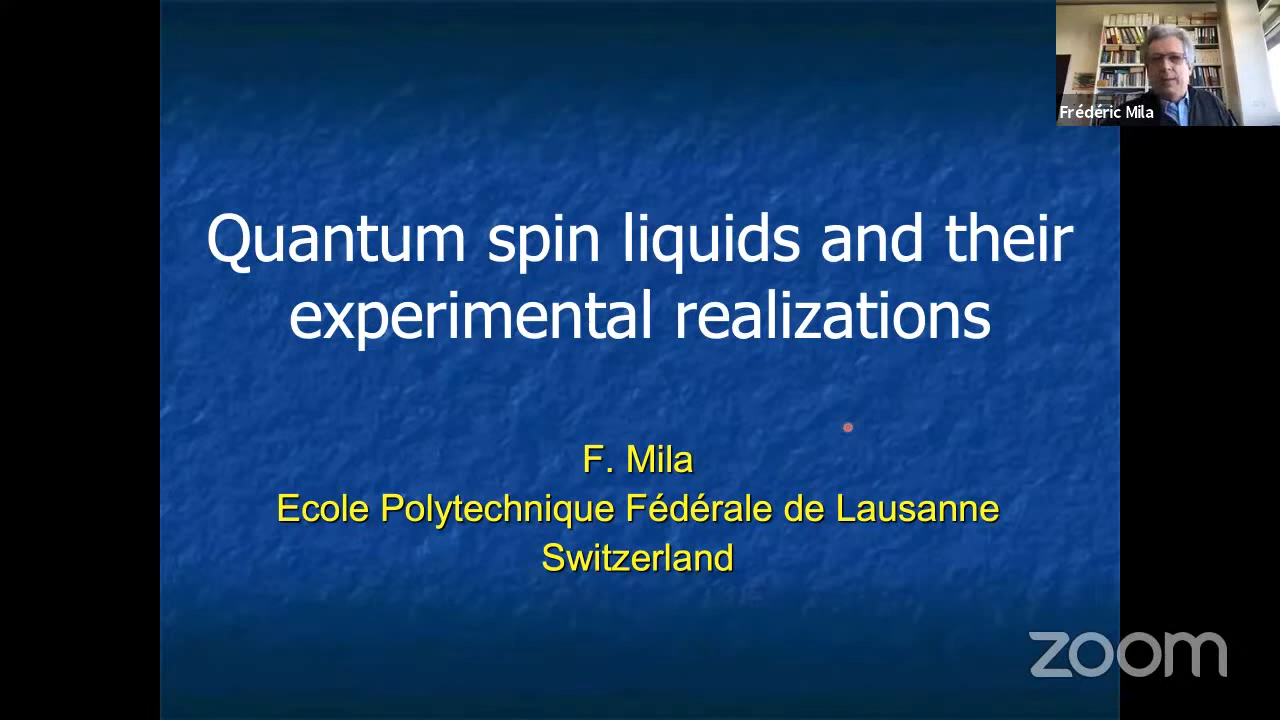 Frédéric Mila
Quantum spin liquids and their
experimental realizations
F. Mila
Ecole Polytechnique Fédérale de Lausanne
Switzerland
zoom